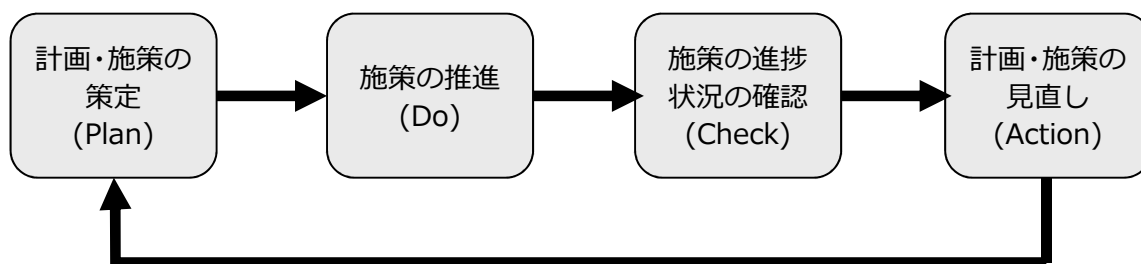 計画・施策の
策定
(Plan)
施策の推進
(Do)
施策の進捗
状況の確認
(Check)
計画・施策の
見直し
(Action)